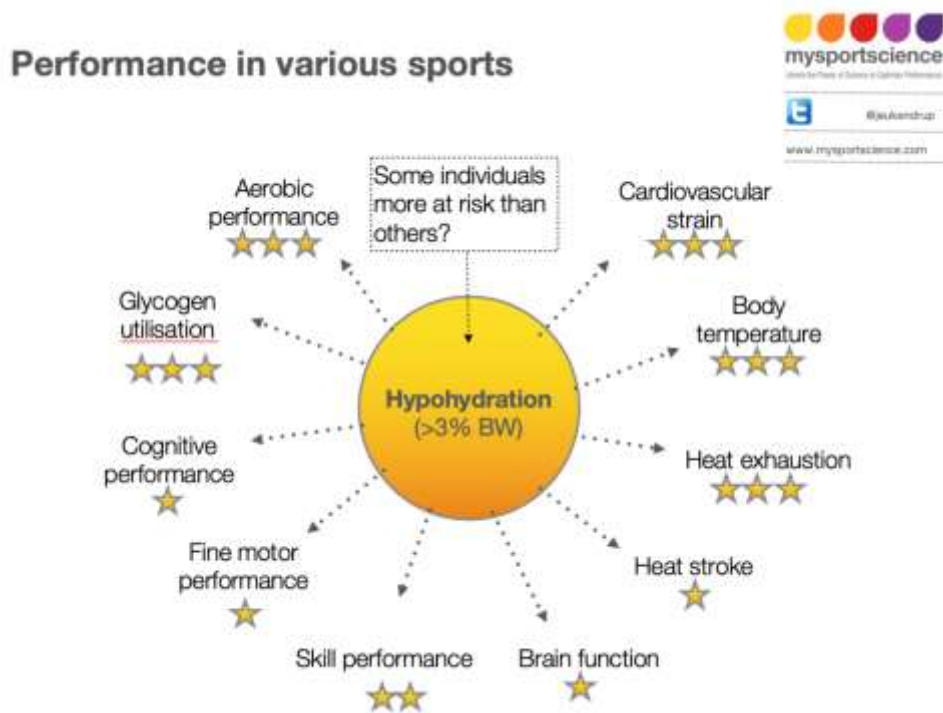 Performance in various sports
mysportscience
@jeukendrup
www.mysportscience.com
Some individuals
more at risk than
others?
Aerobic
performance
Cardiovascular
strain
Glycogen
utilisation
Body
temperature
Hypohydration
(>3% BW)
Cognitive
performance
Heat exhaustion
Fine motor
performance
Heat stroke
Skill performance
Brain function